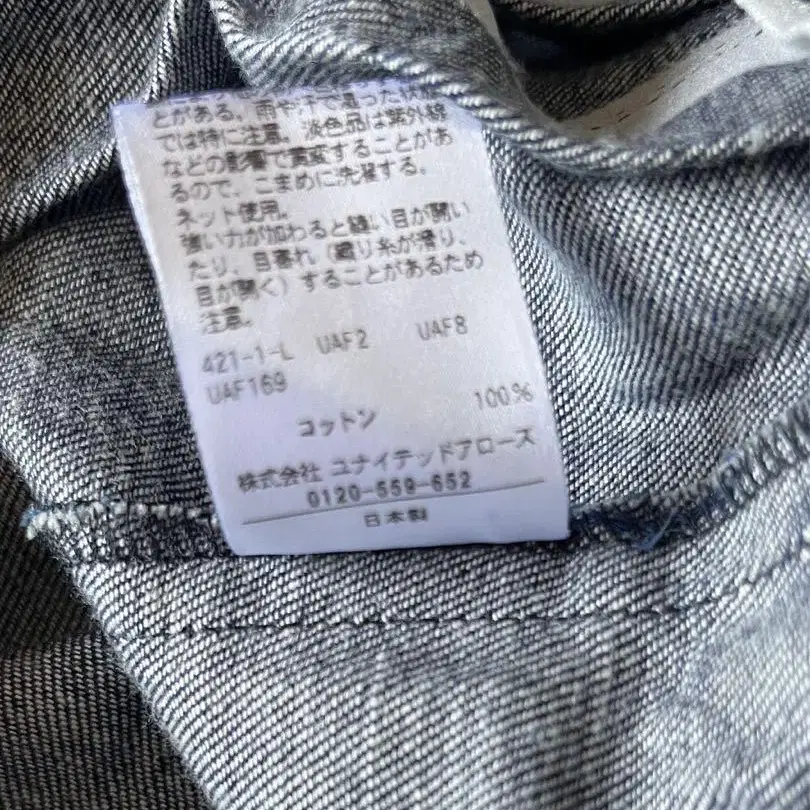 とがある。雨や汗で湿った状態
では特に注意。淡色品は紫外線
などの影響で黄変することがあ
るので、こまめに洗濯する。
ネット使用。
強い力が加わると縫い目が開い
たり、目寄れ（織り糸が滑り、
目が開く）することがあるため
注意。
421-1-L UAF2 UAF8
UAF169
コットン 100%
株式会社 ユナイテッドアローズ
0120-559-652
日本製